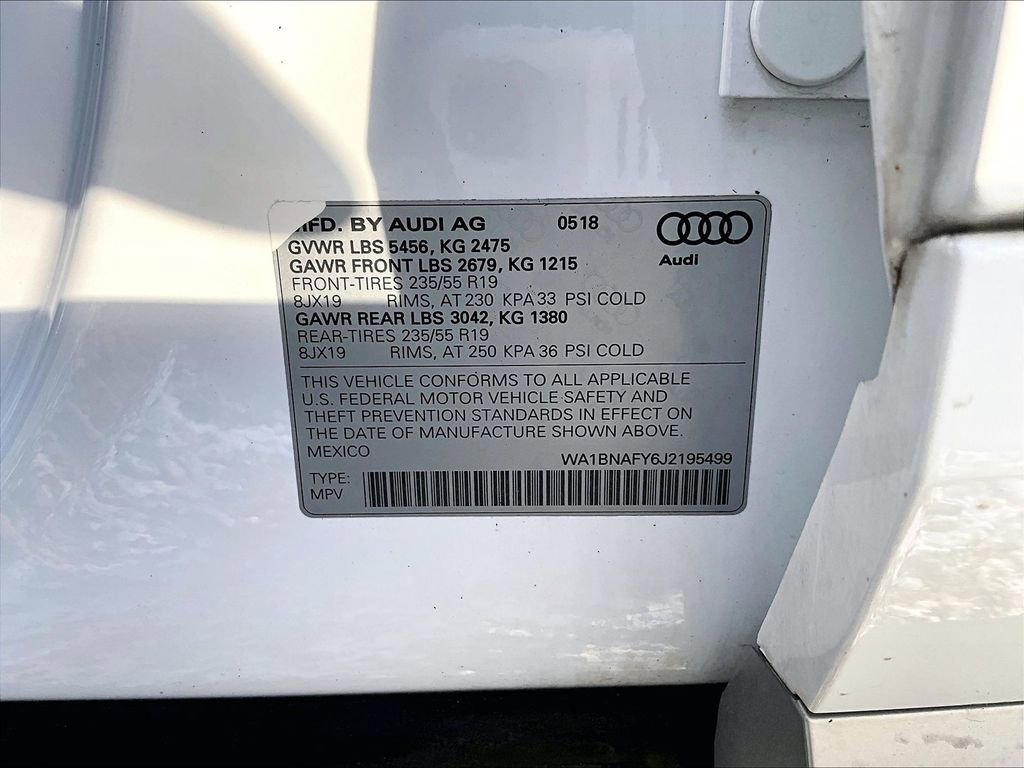 MFD. BY AUDI AG 0518
GVWR LBS 5456, KG 2475
GAWR FRONT LBS 2679, KG 1215
Audi
FRONT-TIRES 235/55 R19
8JX19 RIMS, AT 230 KPA 33 PSI COLD
GAWR REAR LBS 3042, KG 1380
REAR-TIRES 235/55 R19
8JX19 RIMS, AT 250 KPA 36 PSI COLD
THIS VEHICLE CONFORMS TO ALL APPLICABLE
U.S. FEDERAL MOTOR VEHICLE SAFETY AND
THEFT PREVENTION STANDARDS IN EFFECT ON
THE DATE OF MANUFACTURE SHOWN ABOVE.
MEXICO WA1BNAFY6J2195499
TYPE:
MPV